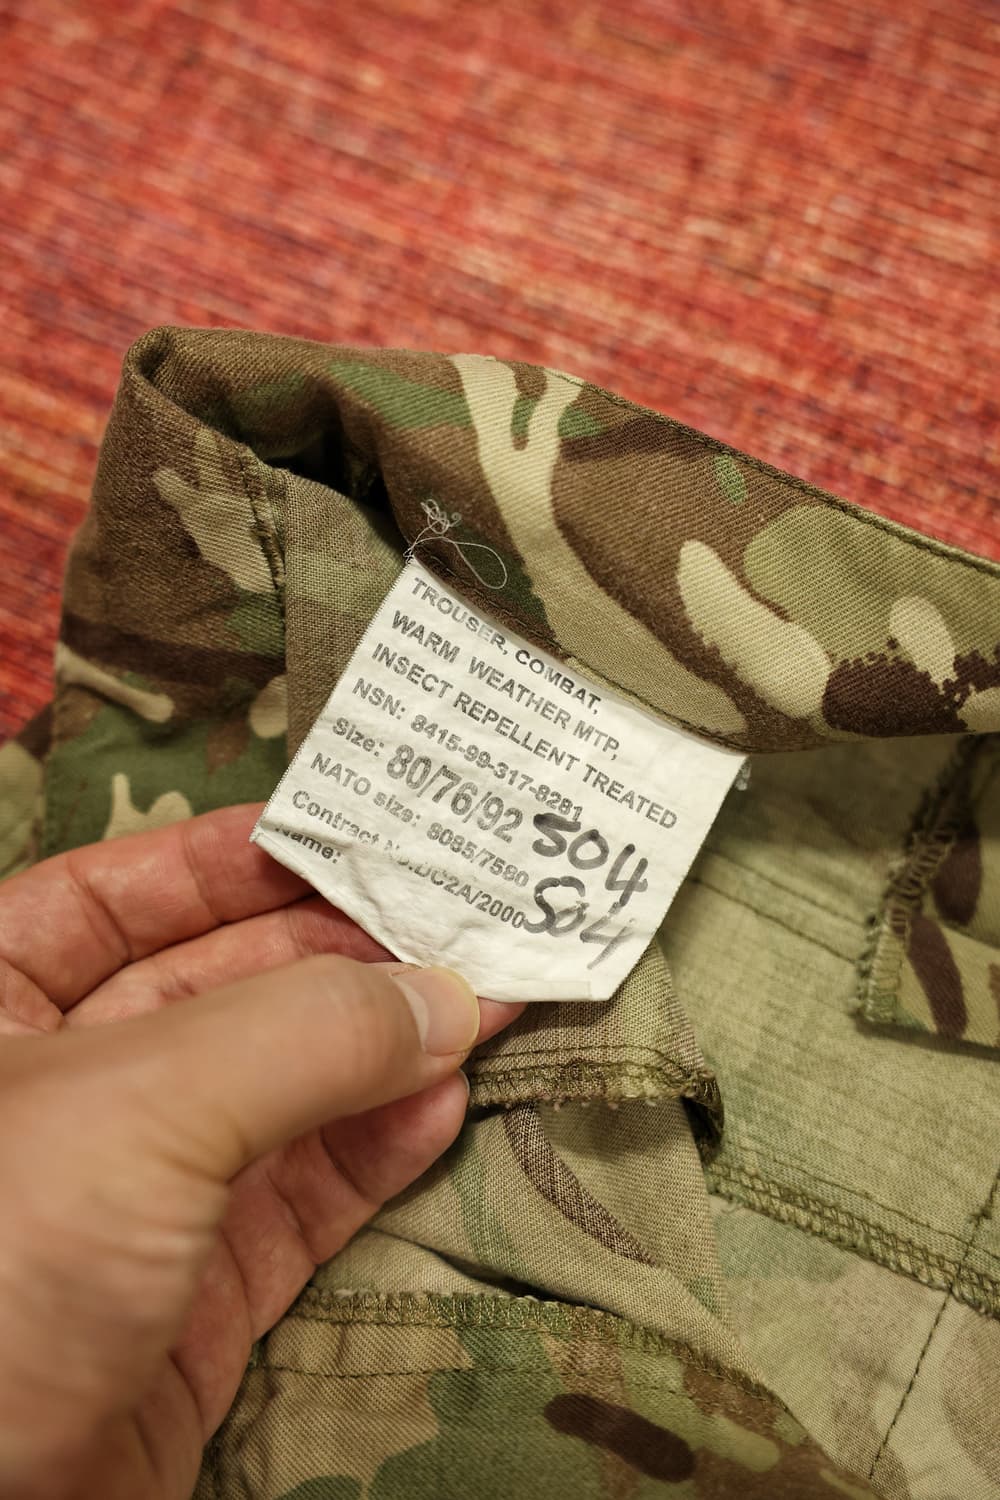 TROUSER, COMBAT,
WARM WEATHER MTP,
INSECT REPELLENT TREATED
NSN: 8415-99-317-8281
Size: 80/76/92 504
NATO size: 8085/7580
Contract No.:DC2A/2000 504
Name: